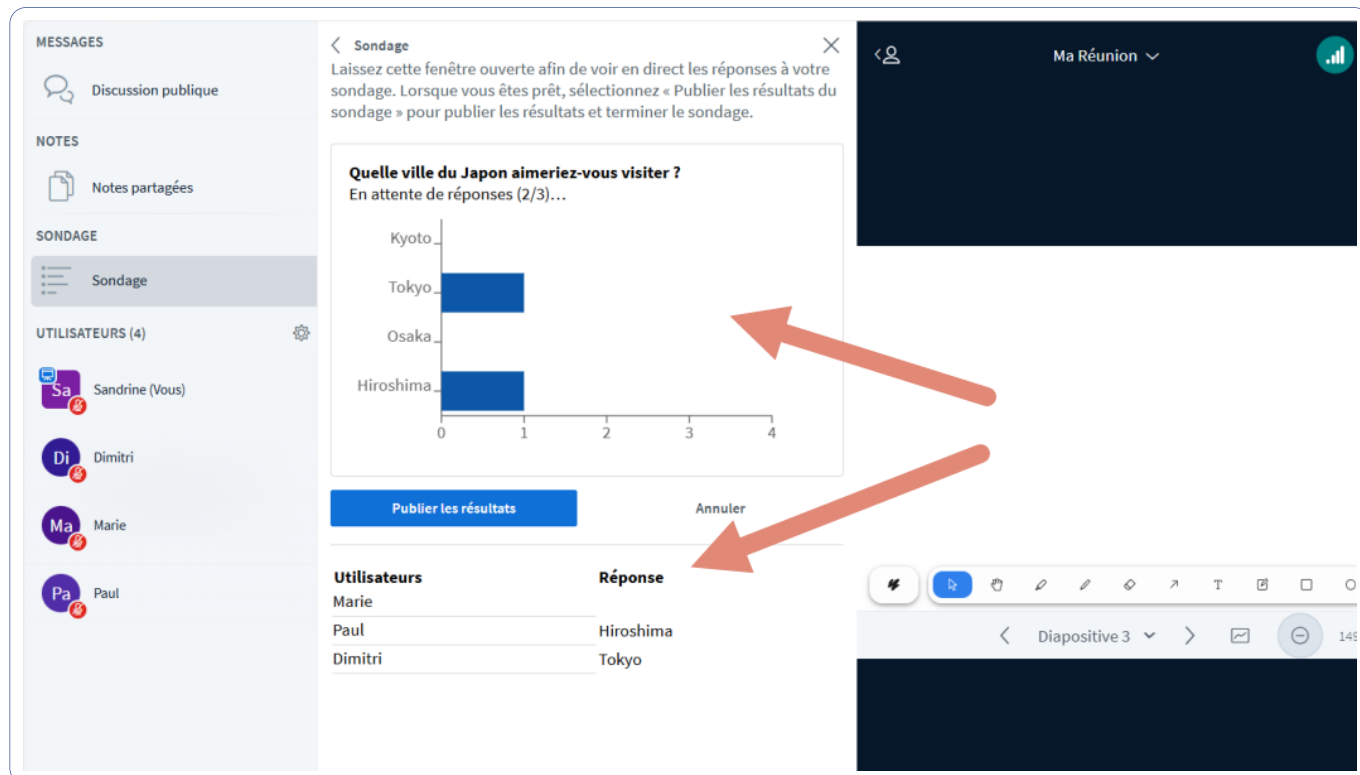 MESSAGES
Discussion publique
NOTES
Notes partagées
SONDAGE
Sondage
UTILISATEURS (4)
Sa
Sandrine (Vous)
Di
Dimitri
Ma
Marie
Pa
Paul
Sondage
Laissez cette fenêtre ouverte afin de voir en direct les réponses à votre
sondage. Lorsque vous êtes prêt, sélectionnez « Publier les résultats du
sondage » pour publier les résultats et terminer le sondage.
Quelle ville du Japon aimeriez-vous visiter ?
En attente de réponses (2/3)…
Kyoto
Tokyo
Osaka
Hiroshima
0 1 2 3 4
Publier les résultats
Annuler
Utilisateurs Réponse
Marie
Paul Hiroshima
Dimitri Tokyo
Ma Réunion
T
Diapositive 3
149